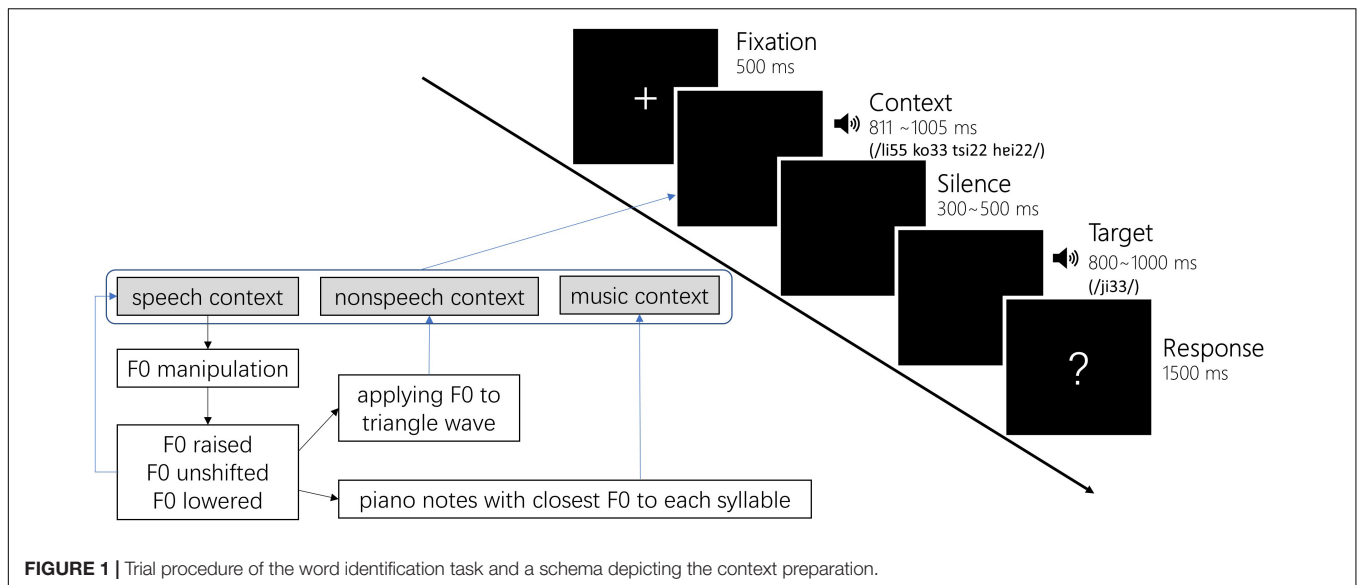 Fixation
500 ms
Context
811 ~1005 ms
(/li55 ko33 tsi22 hɐi22/)
Silence
300~500 ms
Target
800~1000 ms
(/ji33/)
?
Response
1500 ms
speech context
nonspeech context
music context
F0 manipulation
F0 raised
F0 unshifted
F0 lowered
applying F0 to
triangle wave
piano notes with closest F0 to each syllable
FIGURE 1 | Trial procedure of the word identification task and a schema depicting the context preparation.